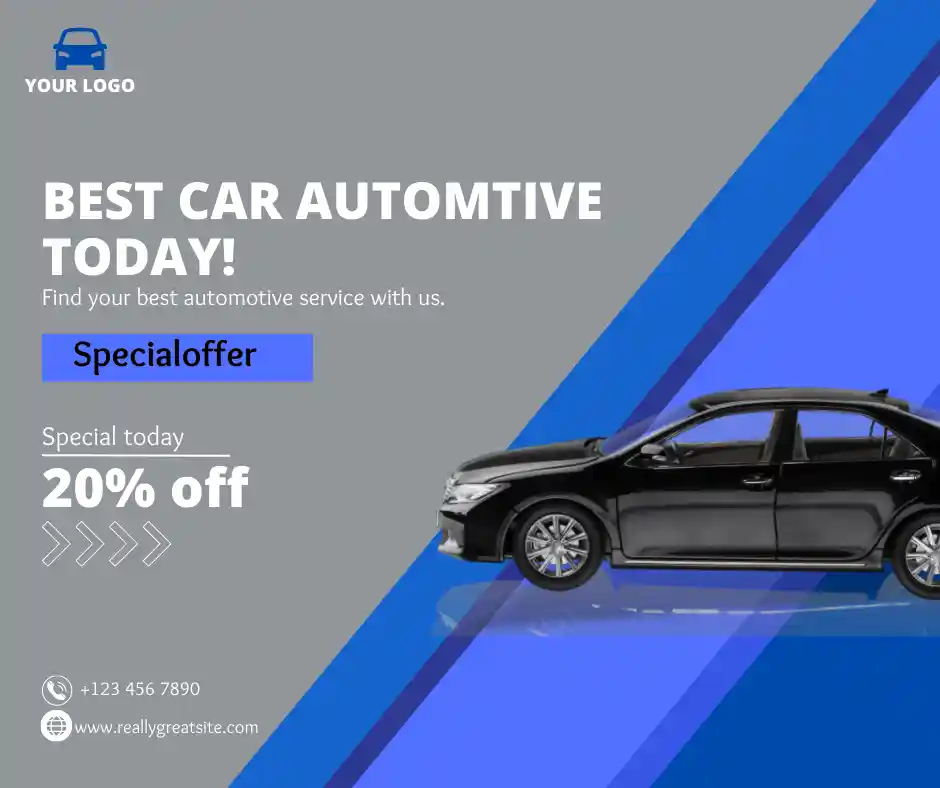 YOUR LOGO
BEST CAR AUTOMTIVE
TODAY!
Find your best automotive service with us.
Specialoffer
Special today
20% off
+123 456 7890
www.reallygreatsite.com